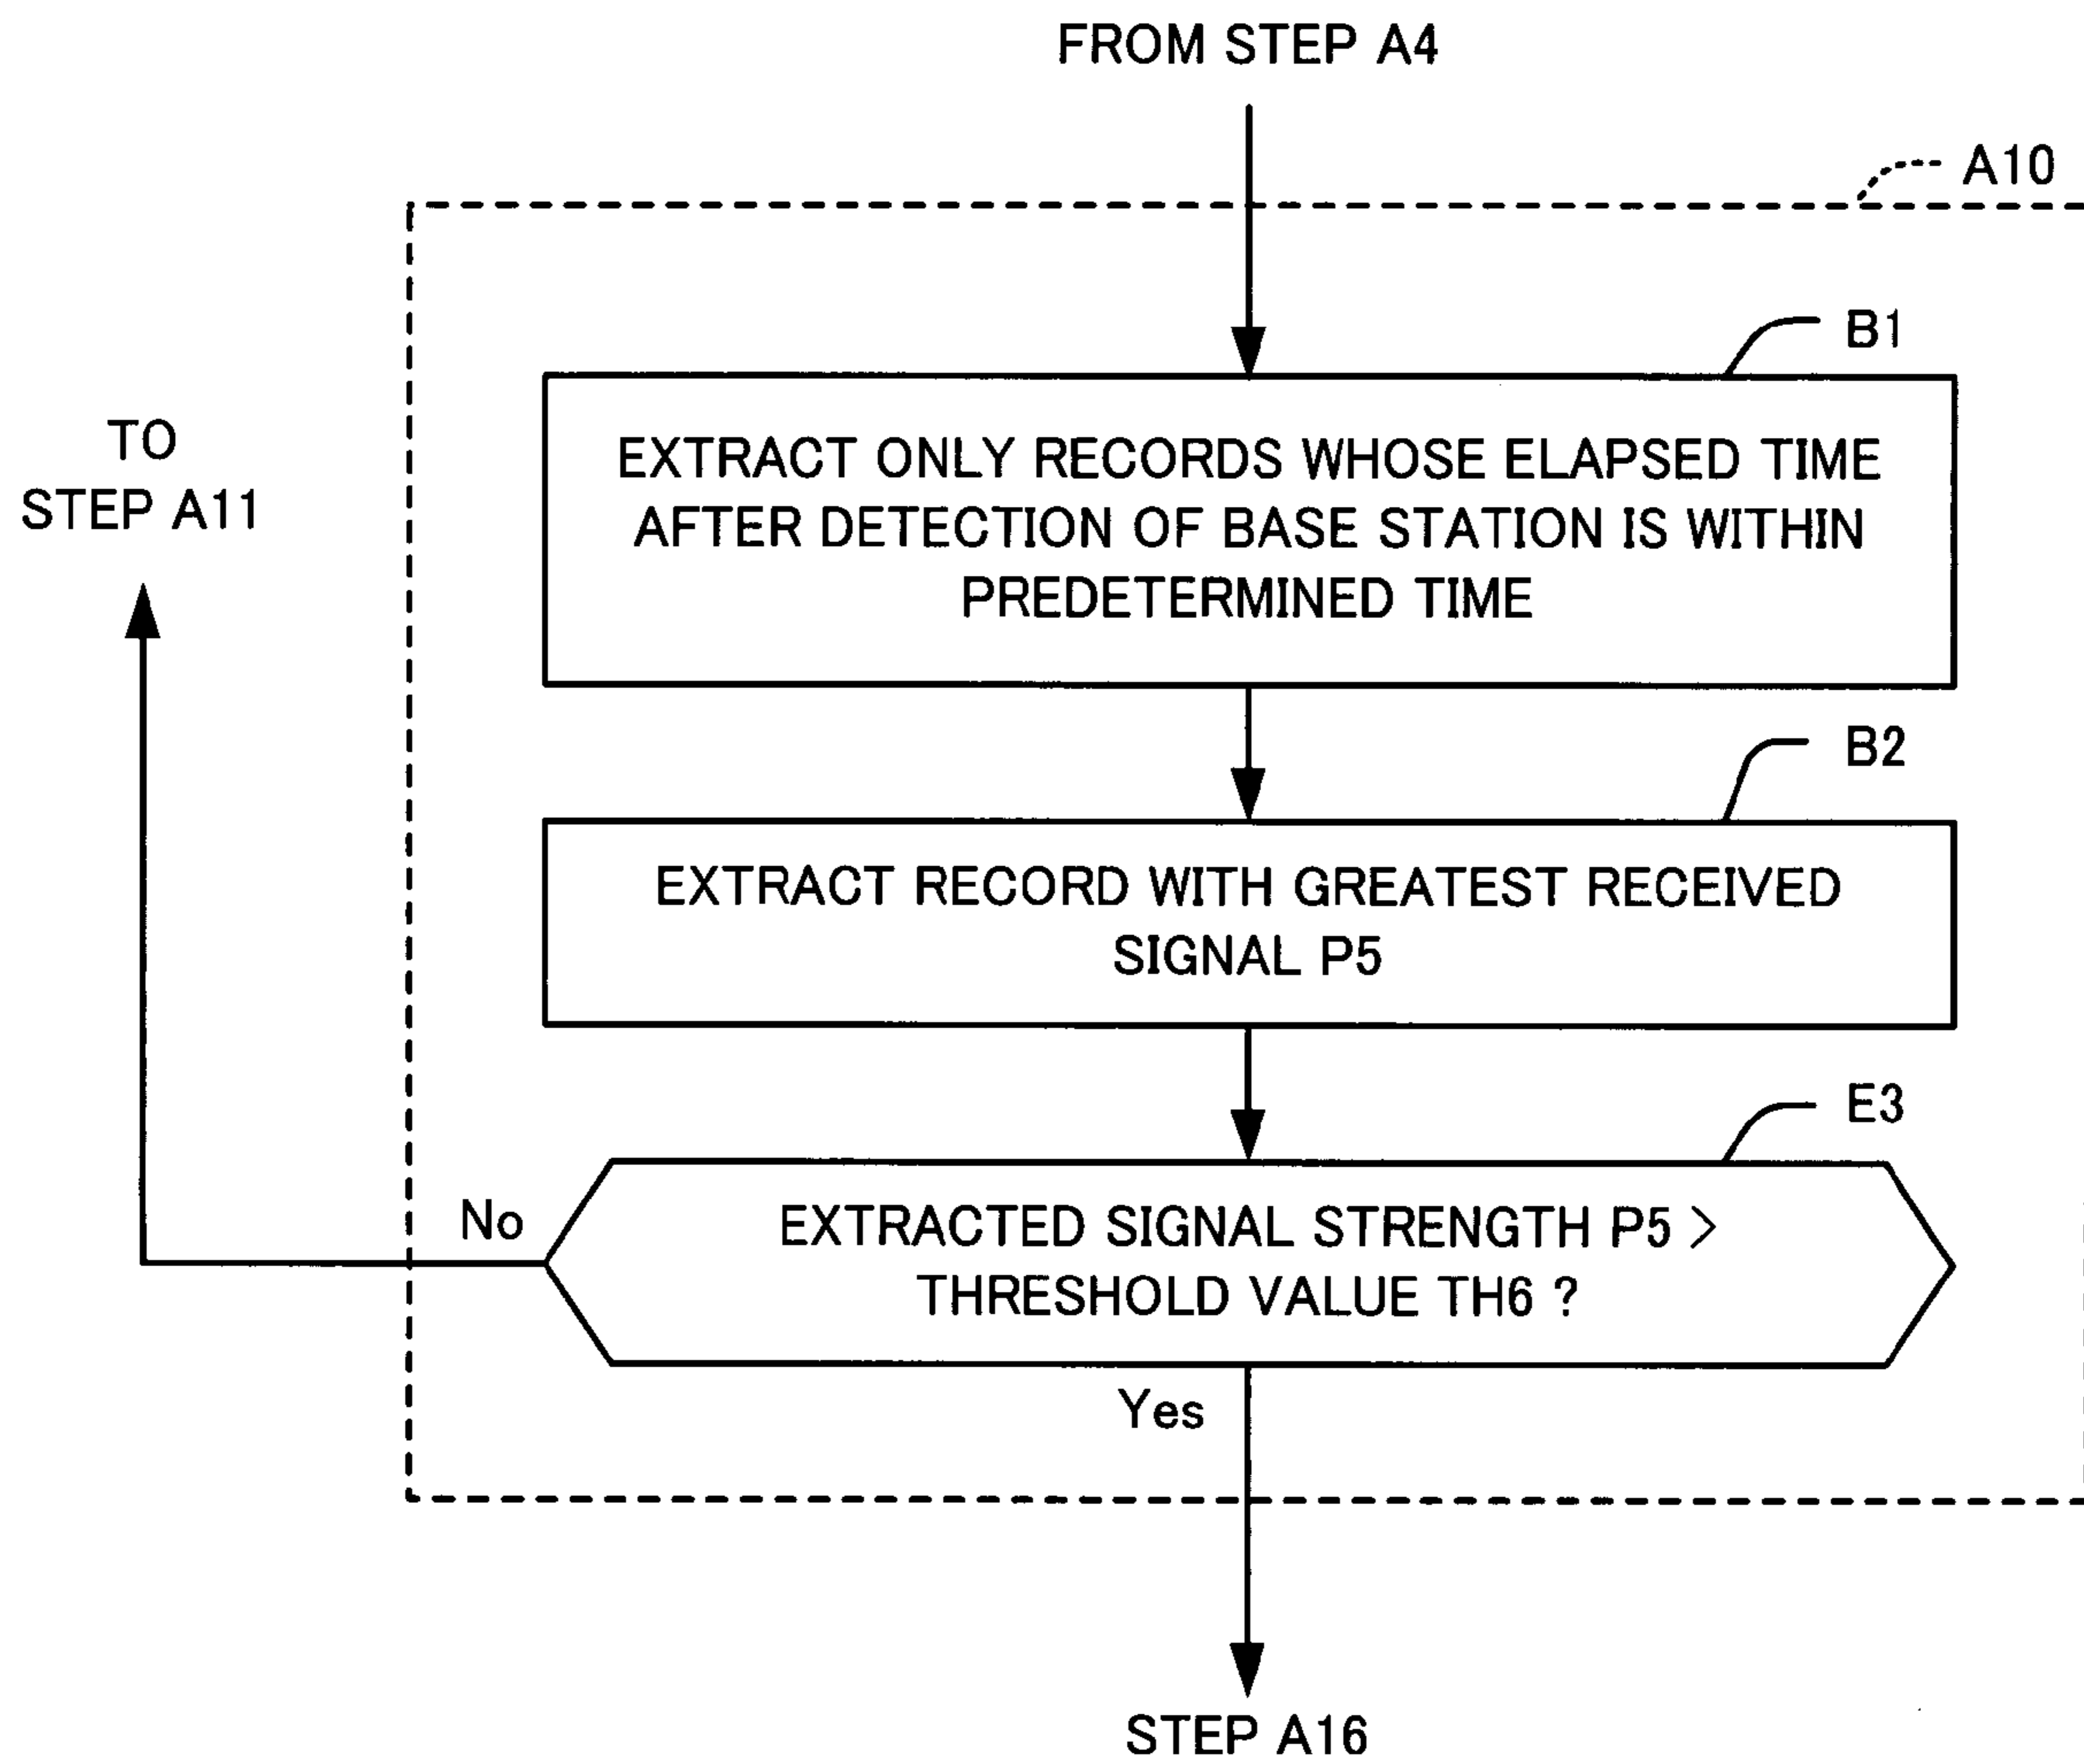 FROM STEP A4
A10
B1
TO
STEP A11
EXTRACT ONLY RECORDS WHOSE ELAPSED TIME
AFTER DETECTION OF BASE STATION IS WITHIN
PREDETERMINED TIME
B2
EXTRACT RECORD WITH GREATEST RECEIVED
SIGNAL P5
E3
No
EXTRACTED SIGNAL STRENGTH P5 >
THRESHOLD VALUE TH6 ?
Yes
STEP A16